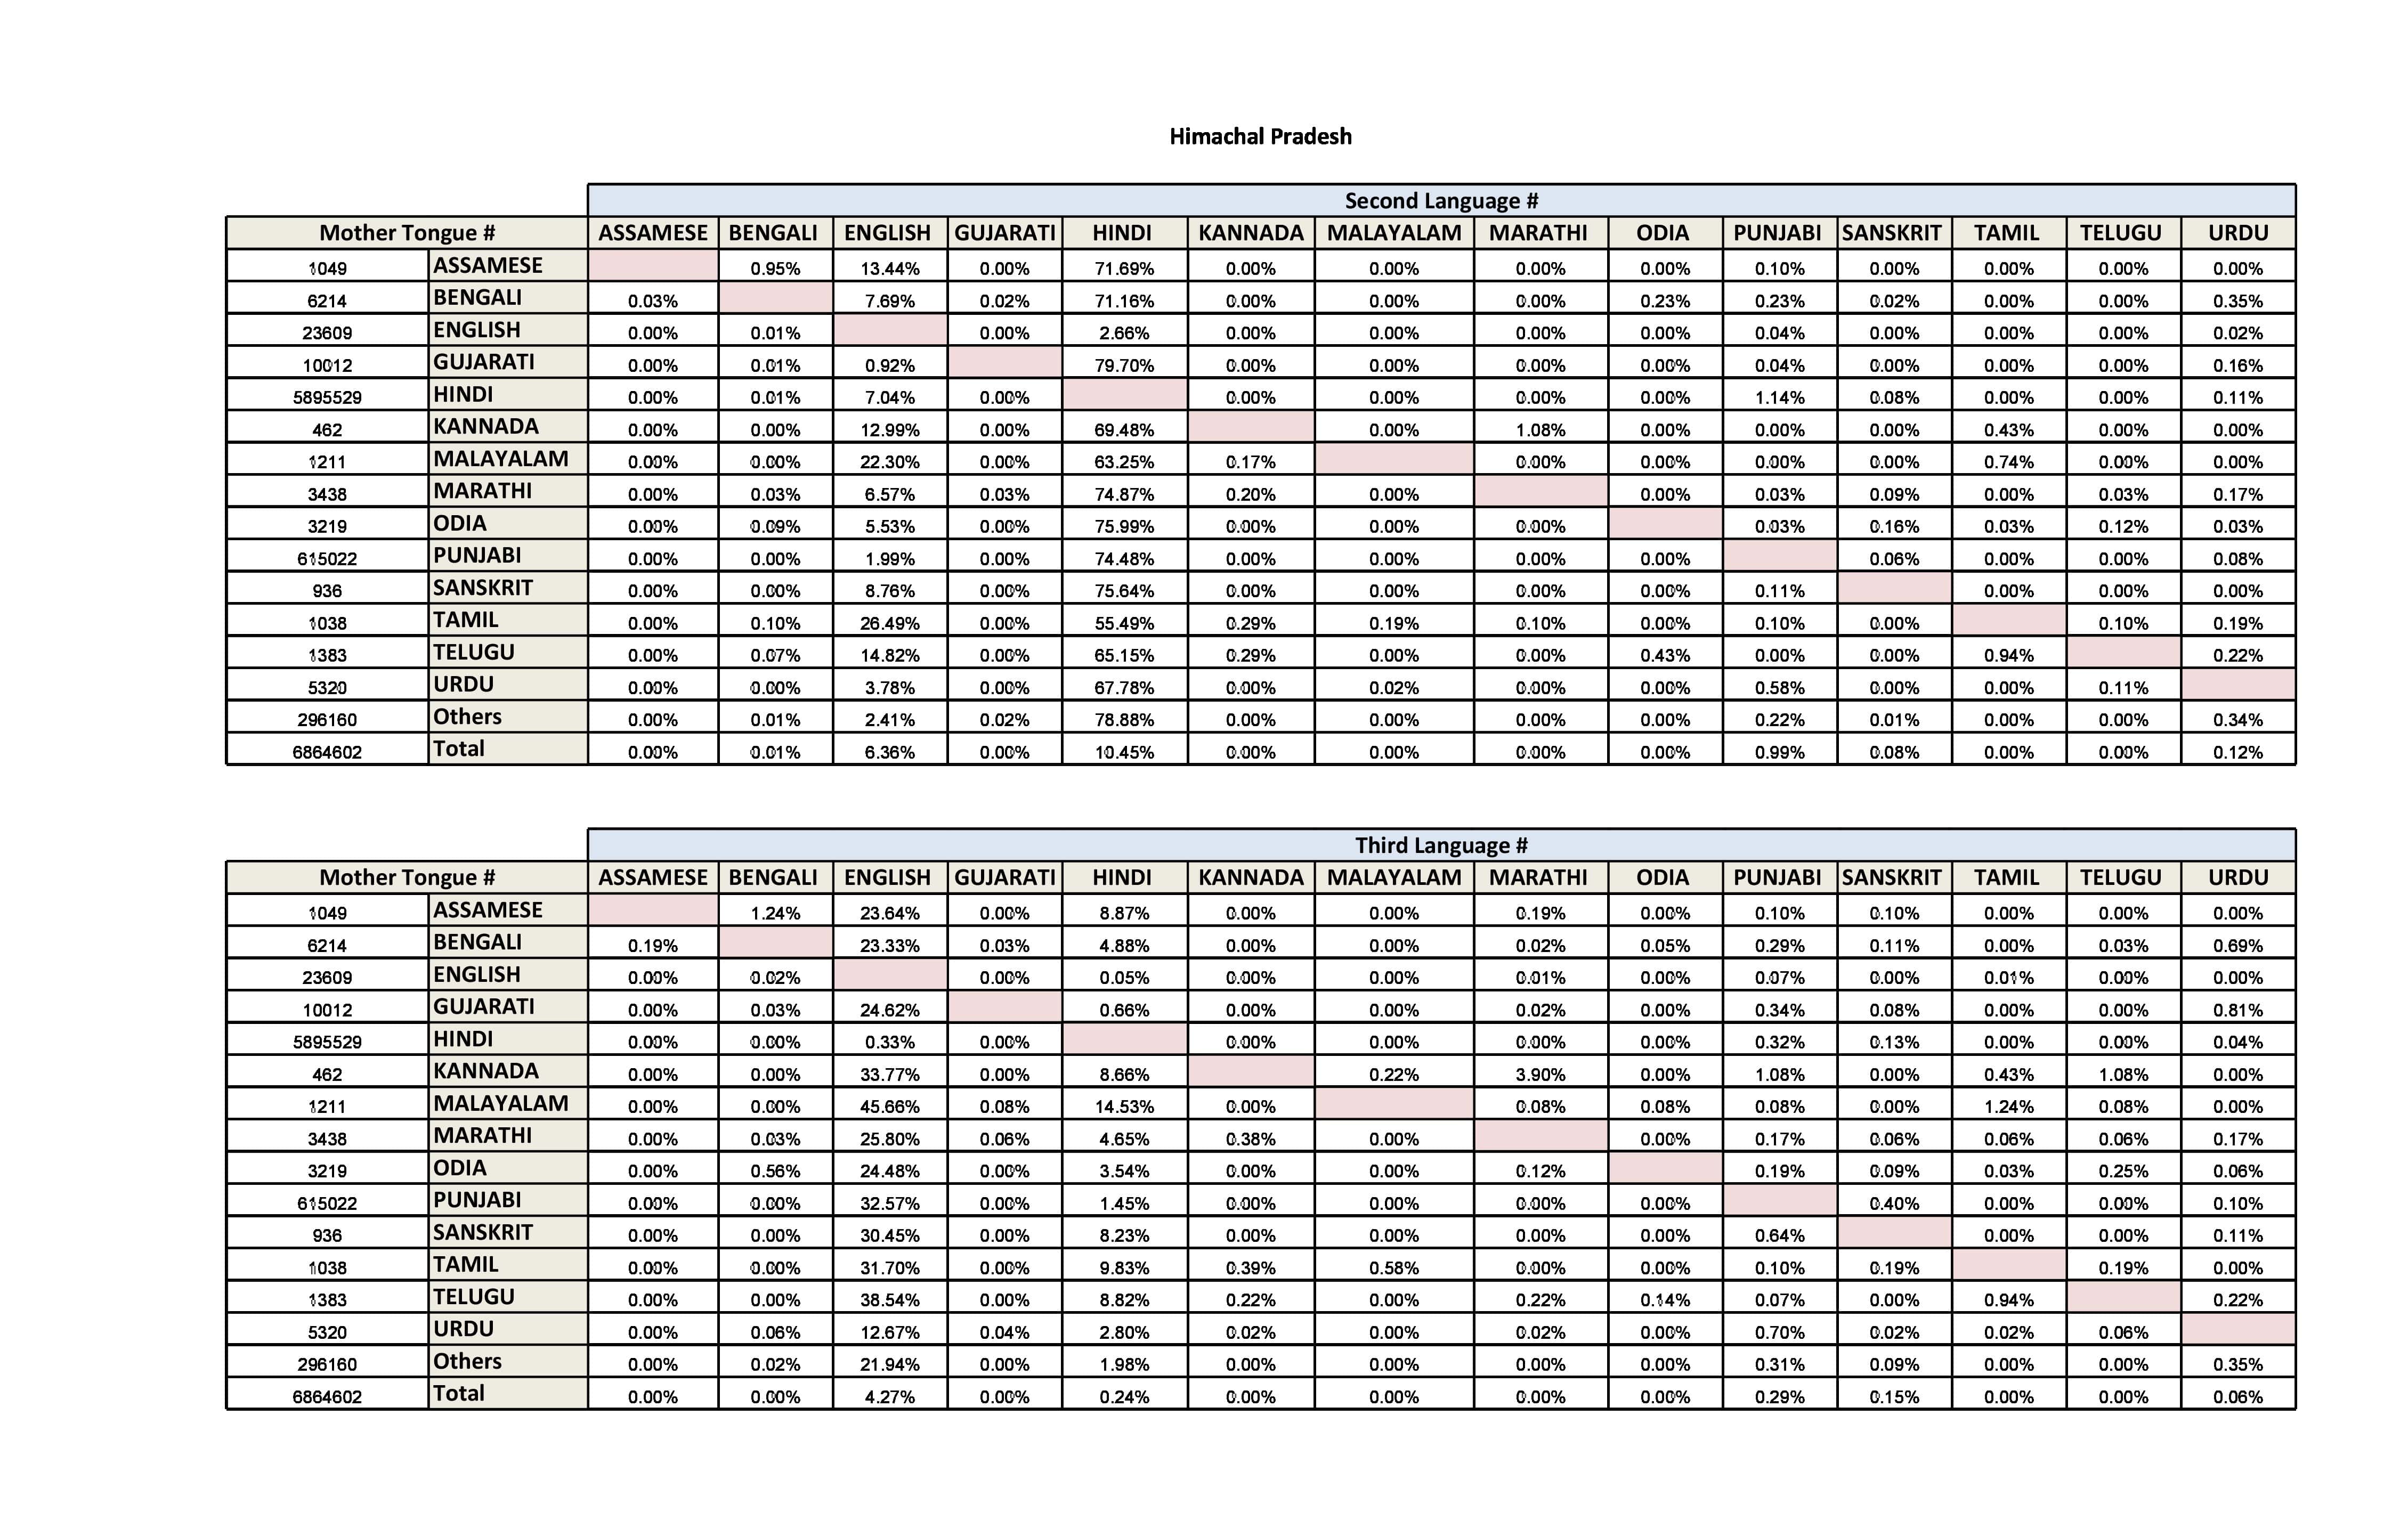 Himachal Pradesh
Second Language #
Mother Tongue # ASSAMESE BENGALI ENGLISH GUJARATI HINDI KANNADA MALAYALAM MARATHI ODIA PUNJABI SANSKRIT TAMIL TELUGU URDU
1049 ASSAMESE 0.95% 13.44% 0.00% 71.69% 0.00% 0.00% 0.00% 0.00% 0.10% 0.00% 0.00% 0.00% 0.00%
6214 BENGALI 0.03% 7.69% 0.02% 71.16% 0.00% 0.00% 0.00% 0.23% 0.23% 0.02% 0.00% 0.00% 0.35%
23609 ENGLISH 0.00% 0.01% 0.00% 2.66% 0.00% 0.00% 0.00% 0.00% 0.04% 0.00% 0.00% 0.00% 0.02%
10012 GUJARATI 0.00% 0.01% 0.92% 79.70% 0.00% 0.00% 0.00% 0.00% 0.04% 0.00% 0.00% 0.00% 0.16%
5895529 HINDI 0.00% 0.01% 7.04% 0.00% 0.00% 0.00% 0.00% 0.00% 1.14% 0.08% 0.00% 0.00% 0.11%
462 KANNADA 0.00% 0.00% 12.99% 0.00% 69.48% 0.00% 1.08% 0.00% 0.00% 0.00% 0.43% 0.00% 0.00%
1211 MALAYALAM 0.00% 0.00% 22.30% 0.00% 63.25% 0.17% 0.00% 0.00% 0.00% 0.00% 0.74% 0.00% 0.00%
3438 MARATHI 0.00% 0.03% 6.57% 0.03% 74.87% 0.20% 0.00% 0.00% 0.03% 0.09% 0.00% 0.03% 0.17%
3219 ODIA 0.00% 0.09% 5.53% 0.00% 75.99% 0.00% 0.00% 0.00% 0.03% 0.16% 0.03% 0.12% 0.03%
615022 PUNJABI 0.00% 0.00% 1.99% 0.00% 74.48% 0.00% 0.00% 0.00% 0.00% 0.06% 0.00% 0.00% 0.08%
936 SANSKRIT 0.00% 0.00% 8.76% 0.00% 75.64% 0.00% 0.00% 0.00% 0.00% 0.11% 0.00% 0.00% 0.00%
1038 TAMIL 0.00% 0.10% 26.49% 0.00% 55.49% 0.29% 0.19% 0.10% 0.00% 0.10% 0.00% 0.10% 0.19%
1383 TELUGU 0.00% 0.07% 14.82% 0.00% 65.15% 0.29% 0.00% 0.00% 0.43% 0.00% 0.00% 0.94% 0.22%
5320 URDU 0.00% 0.00% 3.78% 0.00% 67.78% 0.00% 0.02% 0.00% 0.00% 0.58% 0.00% 0.00% 0.11%
296160 Others 0.00% 0.01% 2.41% 0.02% 78.88% 0.00% 0.00% 0.00% 0.00% 0.22% 0.01% 0.00% 0.00% 0.34%
6864602 Total 0.00% 0.01% 6.36% 0.00% 10.45% 0.00% 0.00% 0.00% 0.00% 0.99% 0.08% 0.00% 0.00% 0.12%
Third Language #
Mother Tongue # ASSAMESE BENGALI ENGLISH GUJARATI HINDI KANNADA MALAYALAM MARATHI ODIA PUNJABI SANSKRIT TAMIL TELUGU URDU
1049 ASSAMESE 1.24% 23.64% 0.00% 8.87% 0.00% 0.00% 0.19% 0.00% 0.10% 0.10% 0.00% 0.00% 0.00%
6214 BENGALI 0.19% 23.33% 0.03% 4.88% 0.00% 0.00% 0.02% 0.05% 0.29% 0.11% 0.00% 0.03% 0.69%
23609 ENGLISH 0.00% 0.02% 0.00% 0.05% 0.00% 0.00% 0.01% 0.00% 0.07% 0.00% 0.01% 0.00% 0.00%
10012 GUJARATI 0.00% 0.03% 24.62% 0.66% 0.00% 0.00% 0.02% 0.00% 0.34% 0.08% 0.00% 0.00% 0.81%
5895529 HINDI 0.00% 0.00% 0.33% 0.00% 0.00% 0.00% 0.00% 0.00% 0.32% 0.13% 0.00% 0.00% 0.04%
462 KANNADA 0.00% 0.00% 33.77% 0.00% 8.66% 0.22% 3.90% 0.00% 1.08% 0.00% 0.43% 1.08% 0.00%
1211 MALAYALAM 0.00% 0.00% 45.66% 0.08% 14.53% 0.00% 0.08% 0.08% 0.08% 0.00% 1.24% 0.08% 0.00%
3438 MARATHI 0.00% 0.03% 25.80% 0.06% 4.65% 0.38% 0.00% 0.00% 0.17% 0.06% 0.06% 0.06% 0.17%
3219 ODIA 0.00% 0.56% 24.48% 0.00% 3.54% 0.00% 0.00% 0.12% 0.19% 0.09% 0.03% 0.25% 0.06%
615022 PUNJABI 0.00% 0.00% 32.57% 0.00% 1.45% 0.00% 0.00% 0.00% 0.00% 0.40% 0.00% 0.00% 0.10%
936 SANSKRIT 0.00% 0.00% 30.45% 0.00% 8.23% 0.00% 0.00% 0.00% 0.00% 0.64% 0.00% 0.00% 0.11%
1038 TAMIL 0.00% 0.00% 31.70% 0.00% 9.83% 0.39% 0.58% 0.00% 0.00% 0.10% 0.19% 0.19% 0.00%
1383 TELUGU 0.00% 0.00% 38.54% 0.00% 8.82% 0.22% 0.00% 0.22% 0.14% 0.07% 0.00% 0.94% 0.22%
5320 URDU 0.00% 0.06% 12.67% 0.04% 2.80% 0.02% 0.00% 0.02% 0.00% 0.70% 0.02% 0.02% 0.06%
296160 Others 0.00% 0.02% 21.94% 0.00% 1.98% 0.00% 0.00% 0.00% 0.00% 0.31% 0.09% 0.00% 0.00% 0.35%
6864602 Total 0.00% 0.00% 4.27% 0.00% 0.24% 0.00% 0.00% 0.00% 0.00% 0.29% 0.15% 0.00% 0.00% 0.06%